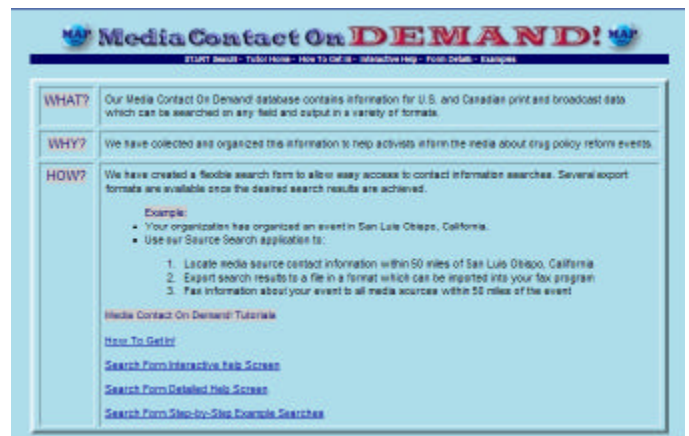 MAP Media Contact On DEMAND! MAP
START Search - Tutor Home - How To Get In - Interactive Help - Form Details - Examples
WHAT? Our Media Contact On Demand! database contains information for U.S. and Canadian print and broadcast data
which can be searched on any field and output in a variety of formats.
WHY? We have collected and organized this information to help activists inform the media about drug policy reform events.
HOW? We have created a flexible search form to allow easy access to contact information searches. Several export
formats are available once the desired search results are achieved.
Example:
• Your organization has organized an event in San Luis Obispo, California.
• Use our Source Search application to:
1. Locate media source contact information within 50 miles of San Luis Obispo, California
2. Export search results to a file in a format which can be imported into your fax program
3. Fax information about your event to all media sources within 50 miles of the event
Media Contact On Demand! Tutorials
How To Get In!
Search Form Interactive Help Screen
Search Form Detailed Help Screen
Search Form Step-by-Step Example Searches